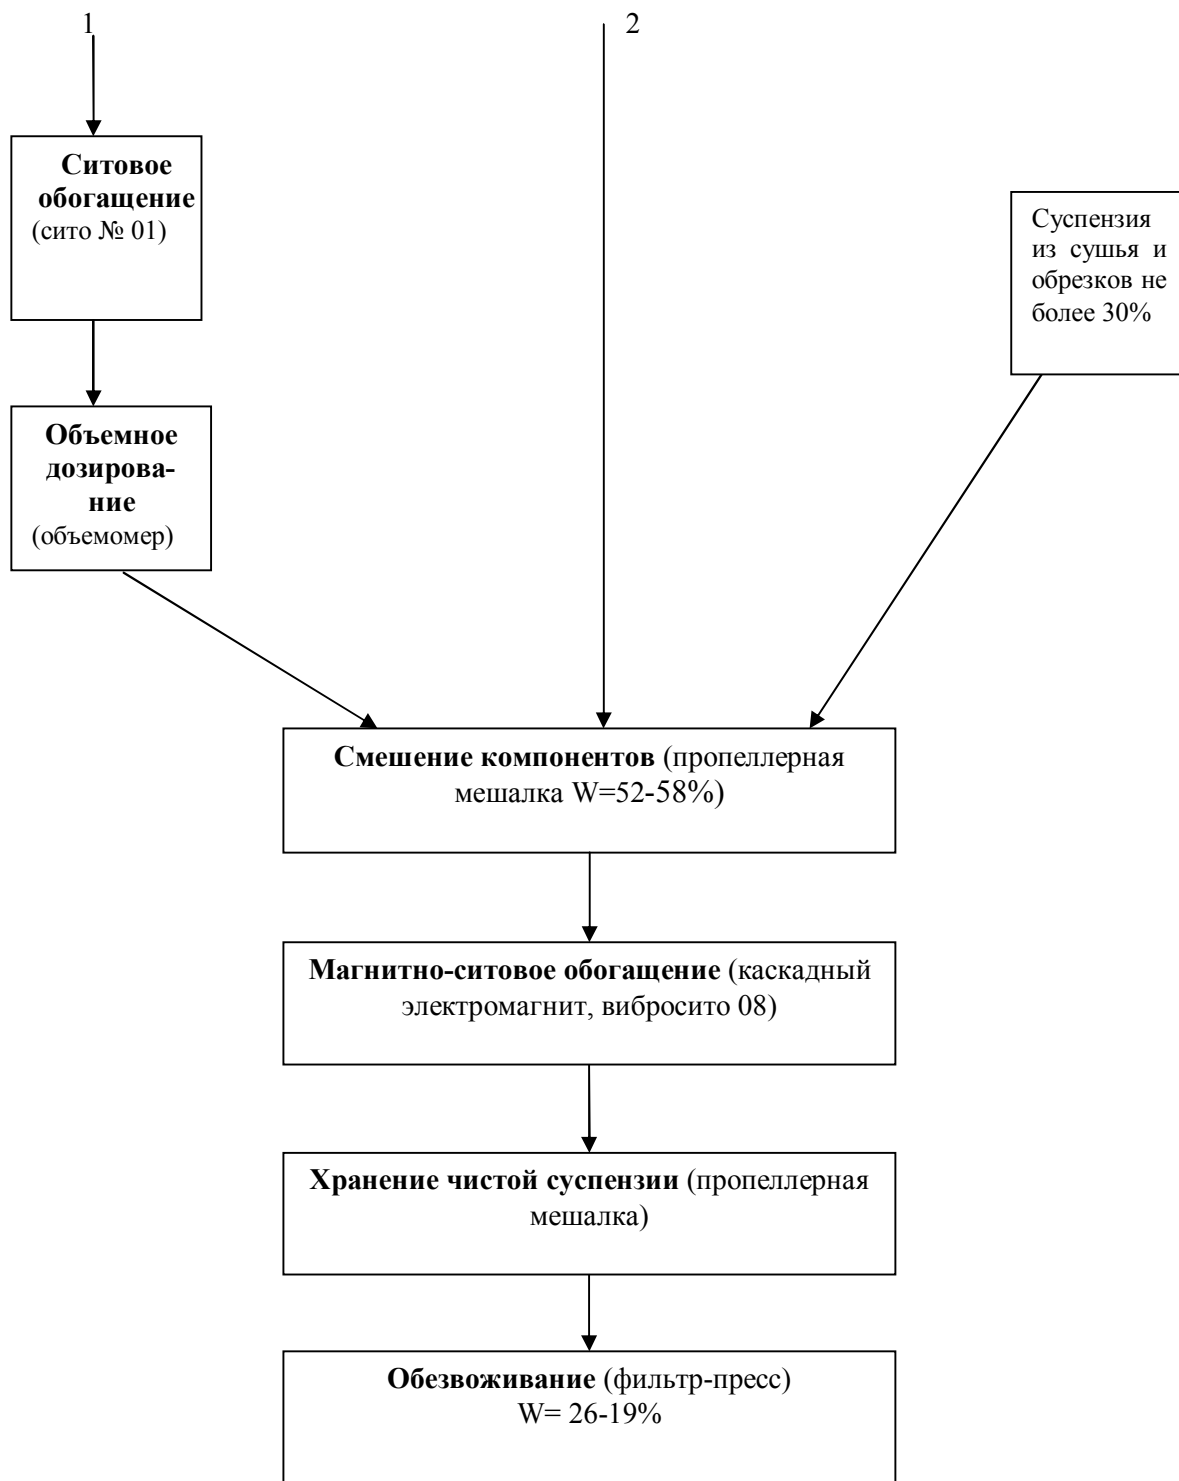 1
2
Ситовое
обогащение
(сито № 01)
Суспензия
из сушья и
обрезков не
более 30%
Объемное
дозирова-
ние
(объемомер)
Смешение компонентов (пропеллерная
мешалка W=52-58%)
Магнитно-ситовое обогащение (каскадный
электромагнит, вибросито 08)
Хранение чистой суспензии (пропеллерная
мешалка)
Обезвоживание (фильтр-пресс)
W= 26-19%